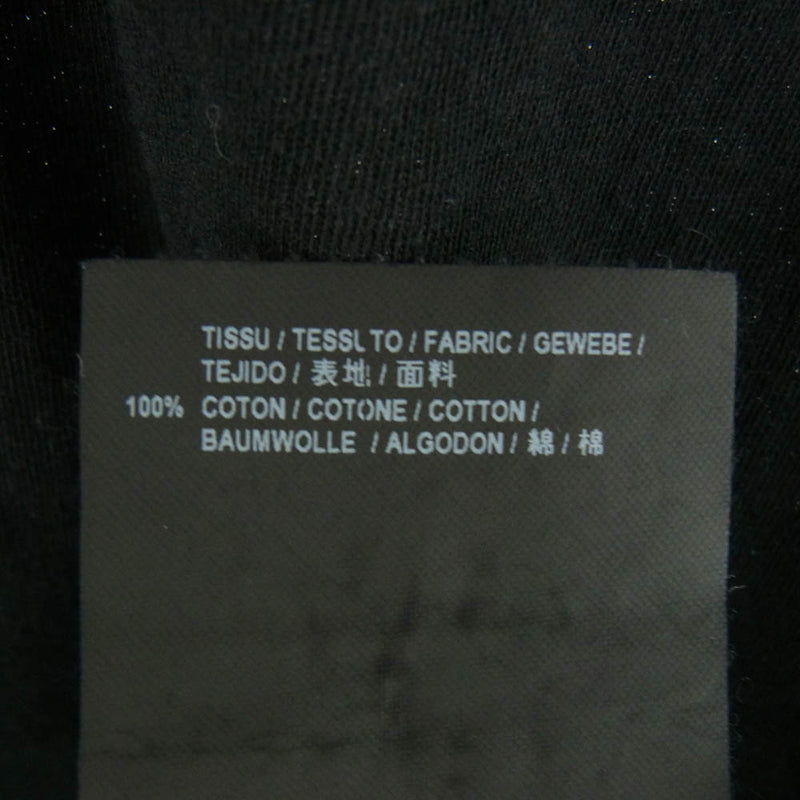 TISSU / TESSUTO / FABRIC / GEWEBE /
TEJIDO / 表地 / 面料
100% COTON / COTONE / COTTON /
BAUMWOLLE / ALGODON / 綿 / 棉